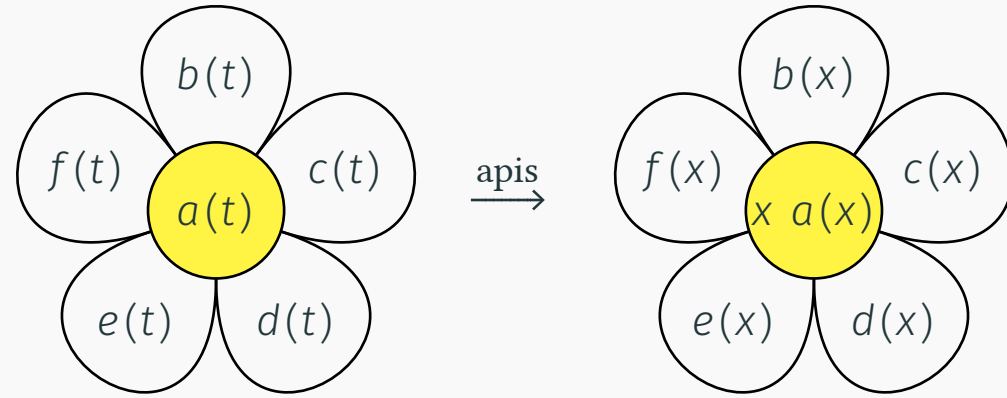 b(t)
f(t)
c(t)
a(t)
e(t)
d(t)
apis
b(x)
f(x)
c(x)
x a(x)
e(x)
d(x)